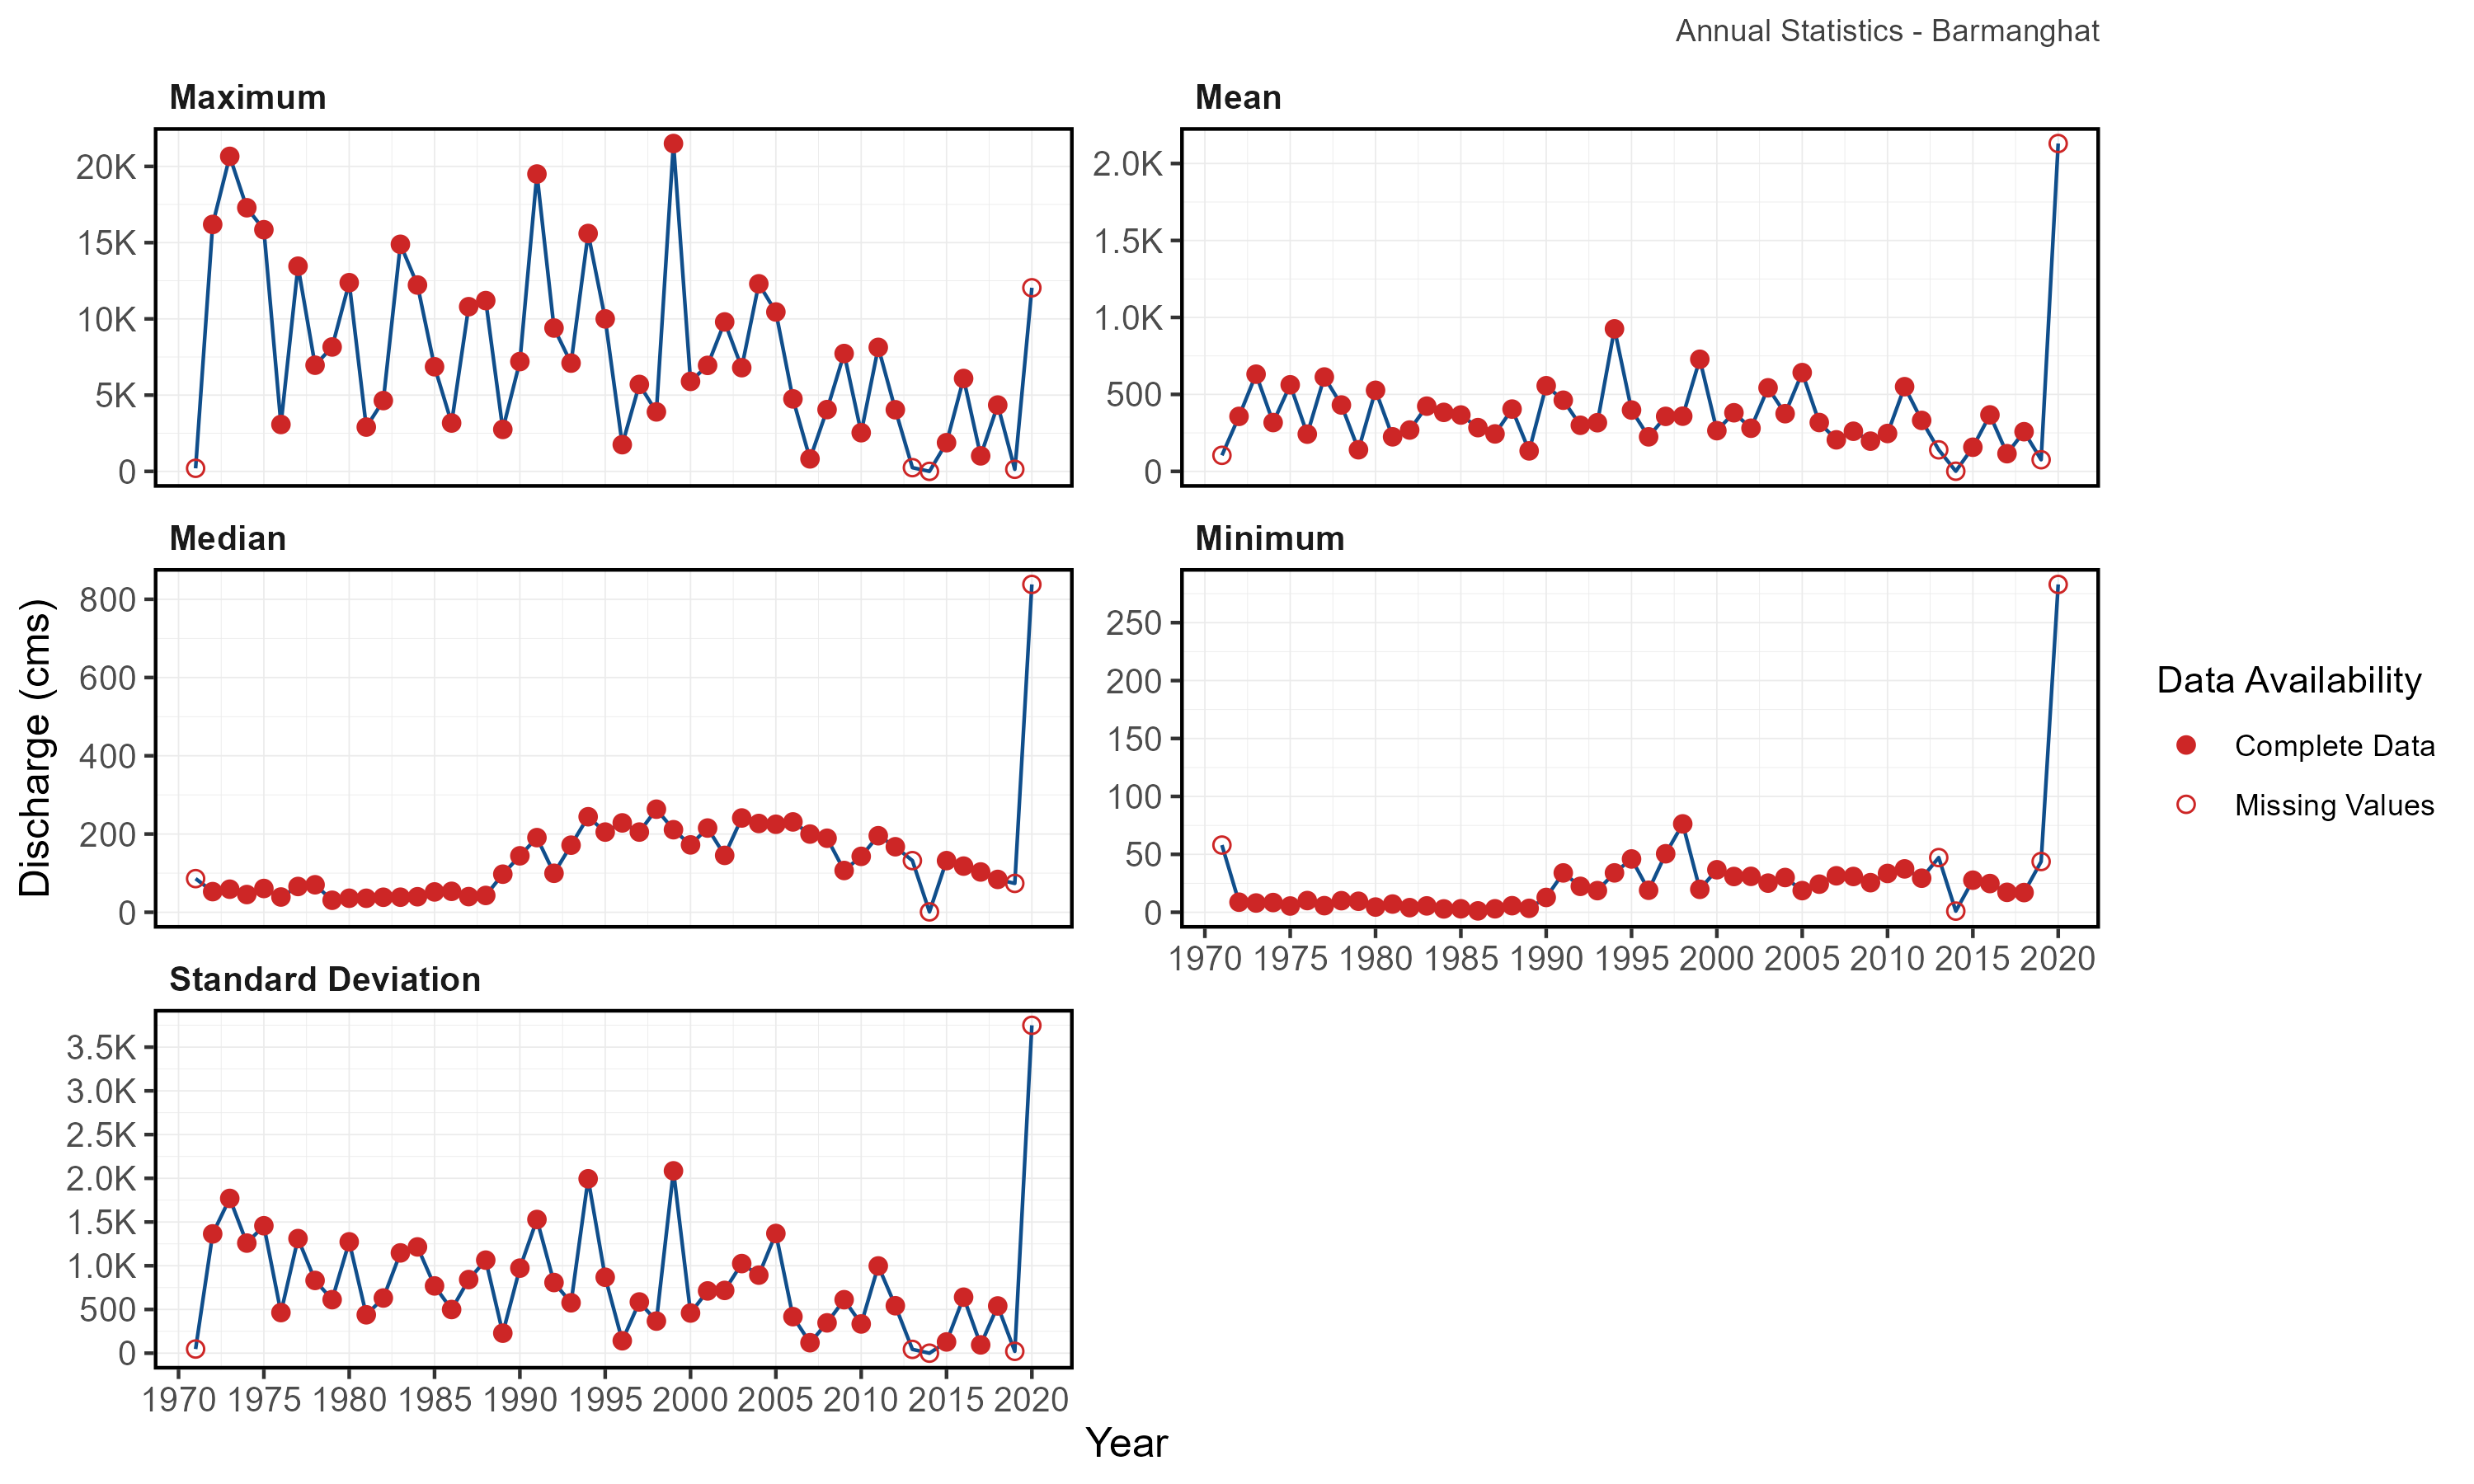 Annual Statistics - Barmanghat
Maximum
20K
15K
10K
5K
0
Mean
2.0K
1.5K
1.0K
500
0
Discharge (cms)
Median
800
600
400
200
0
Minimum
250
200
150
100
50
0
1970 1975 1980 1985 1990 1995 2000 2005 2010 2015 2020
Standard Deviation
3.5K
3.0K
2.5K
2.0K
1.5K
1.0K
500
0
1970 1975 1980 1985 1990 1995 2000 2005 2010 2015 2020
Year
Data Availability
Complete Data
Missing Values